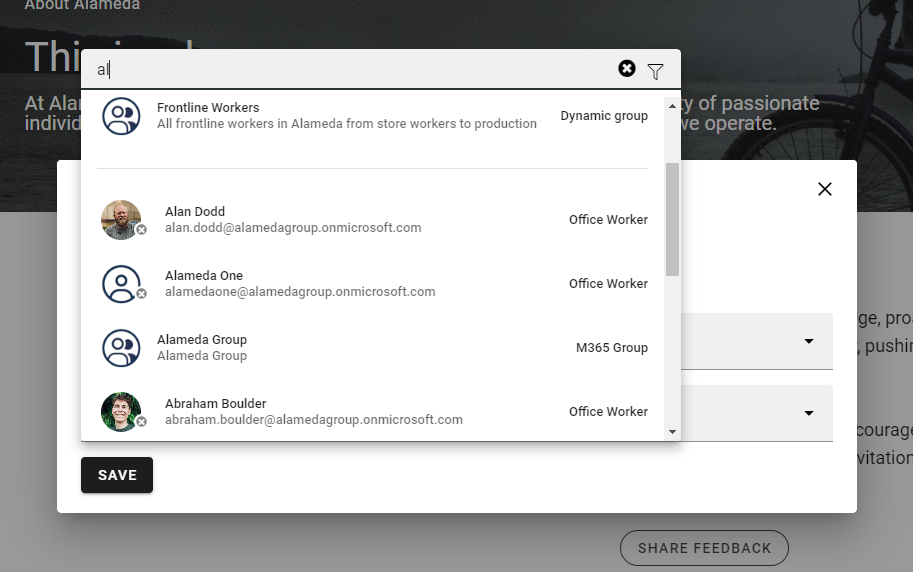 About Alameda
Thi
al
At Ala
ty of passionate
individ
we operate.
Frontline Workers
Dynamic group
All frontline workers in Alameda from store workers to production
Alan Dodd
Office Worker
alan.dodd@alamedagroup.onmicrosoft.com
Alameda One
Office Worker
alamedaone@alamedagroup.onmicrosoft.com
ge, pro
Alameda Group
M365 Group
Alameda Group
, pushin
Abraham Boulder
Office Worker
abraham.boulder@alamedagroup.onmicrosoft.com
courage
vitation
SAVE
SHARE FEEDBACK